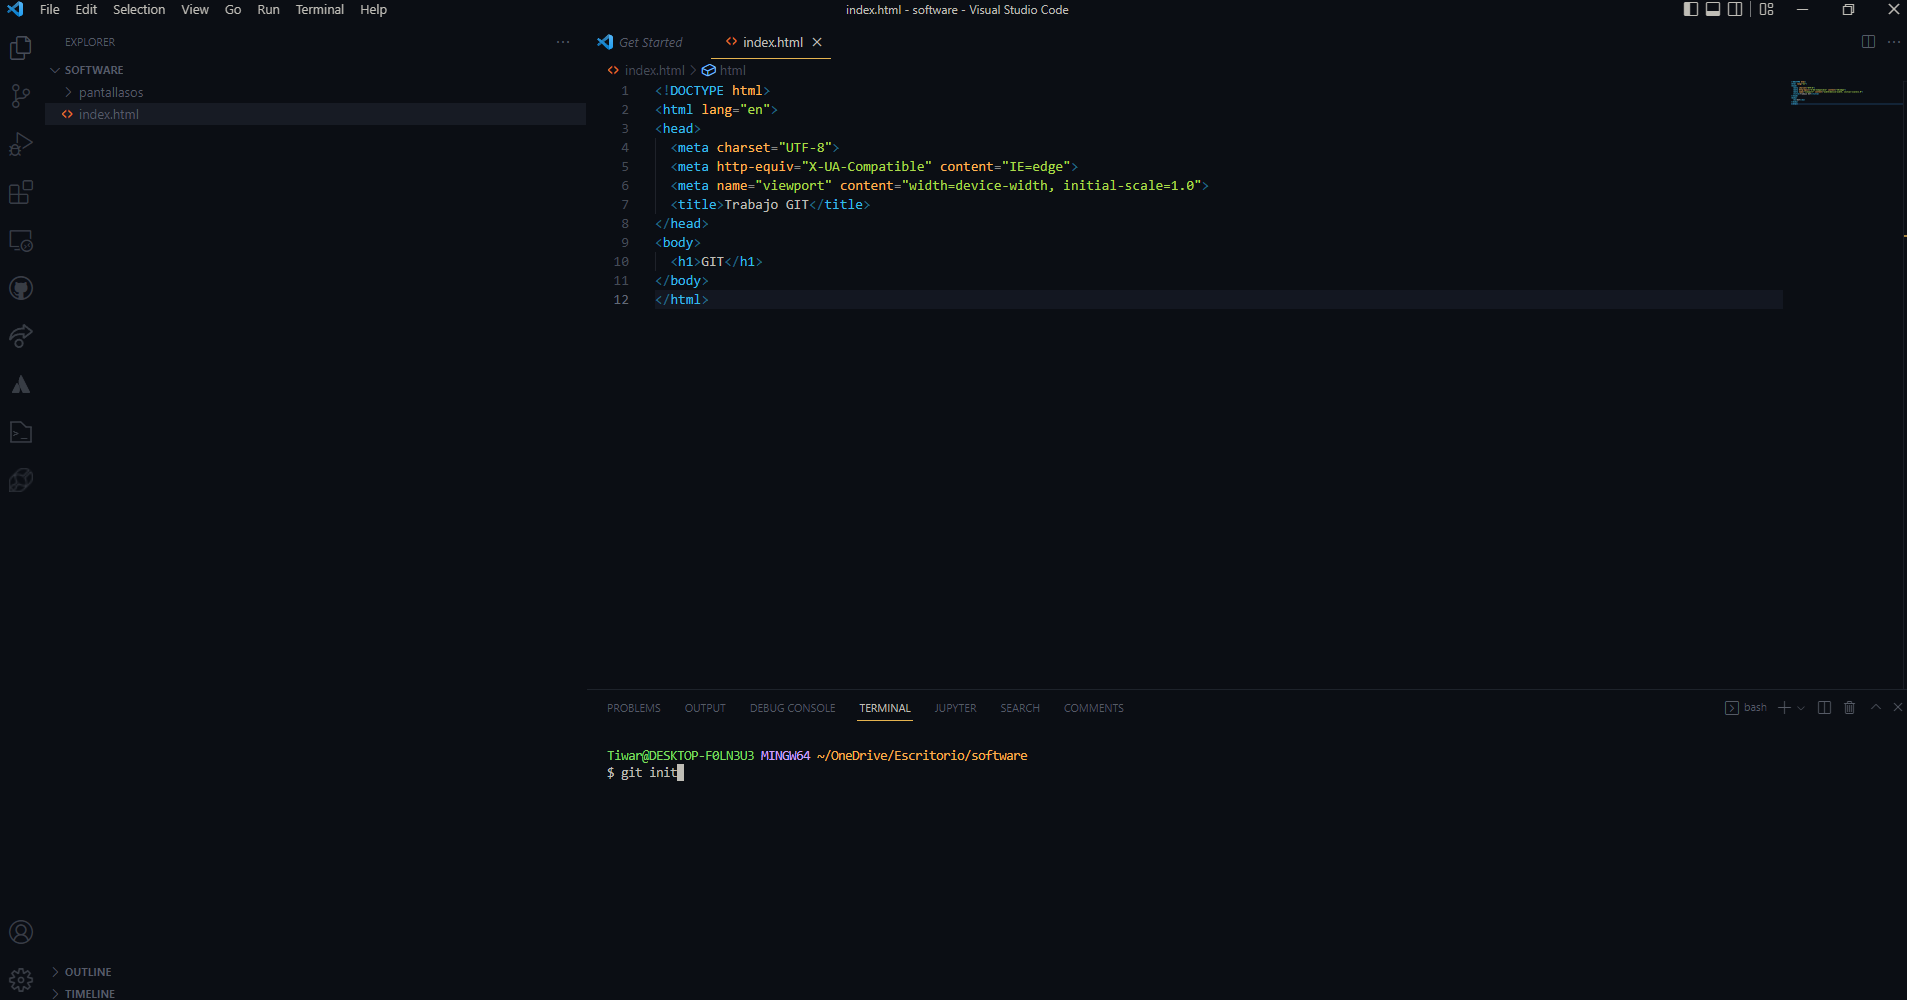 File Edit Selection View Go Run Terminal Help
index.html - software - Visual Studio Code
EXPLORER
SOFTWARE
pantallasos
index.html
Get Started
index.html
index.html > html
1 <!DOCTYPE html>
2 <html lang="en">
3 <head>
4 <meta charset="UTF-8">
5 <meta http-equiv="X-UA-Compatible" content="IE=edge">
6 <meta name="viewport" content="width=device-width, initial-scale=1.0">
7 <title>Trabajo GIT</title>
8 </head>
9 <body>
10 <h1>GIT</h1>
11 </body>
12 </html>
PROBLEMS OUTPUT DEBUG CONSOLE TERMINAL JUPYTER SEARCH COMMENTS
bash
Tiwar@DESKTOP-F0LN3U3 MINGW64 ~/OneDrive/Escritorio/software
$ git init
OUTLINE
TIMELINE